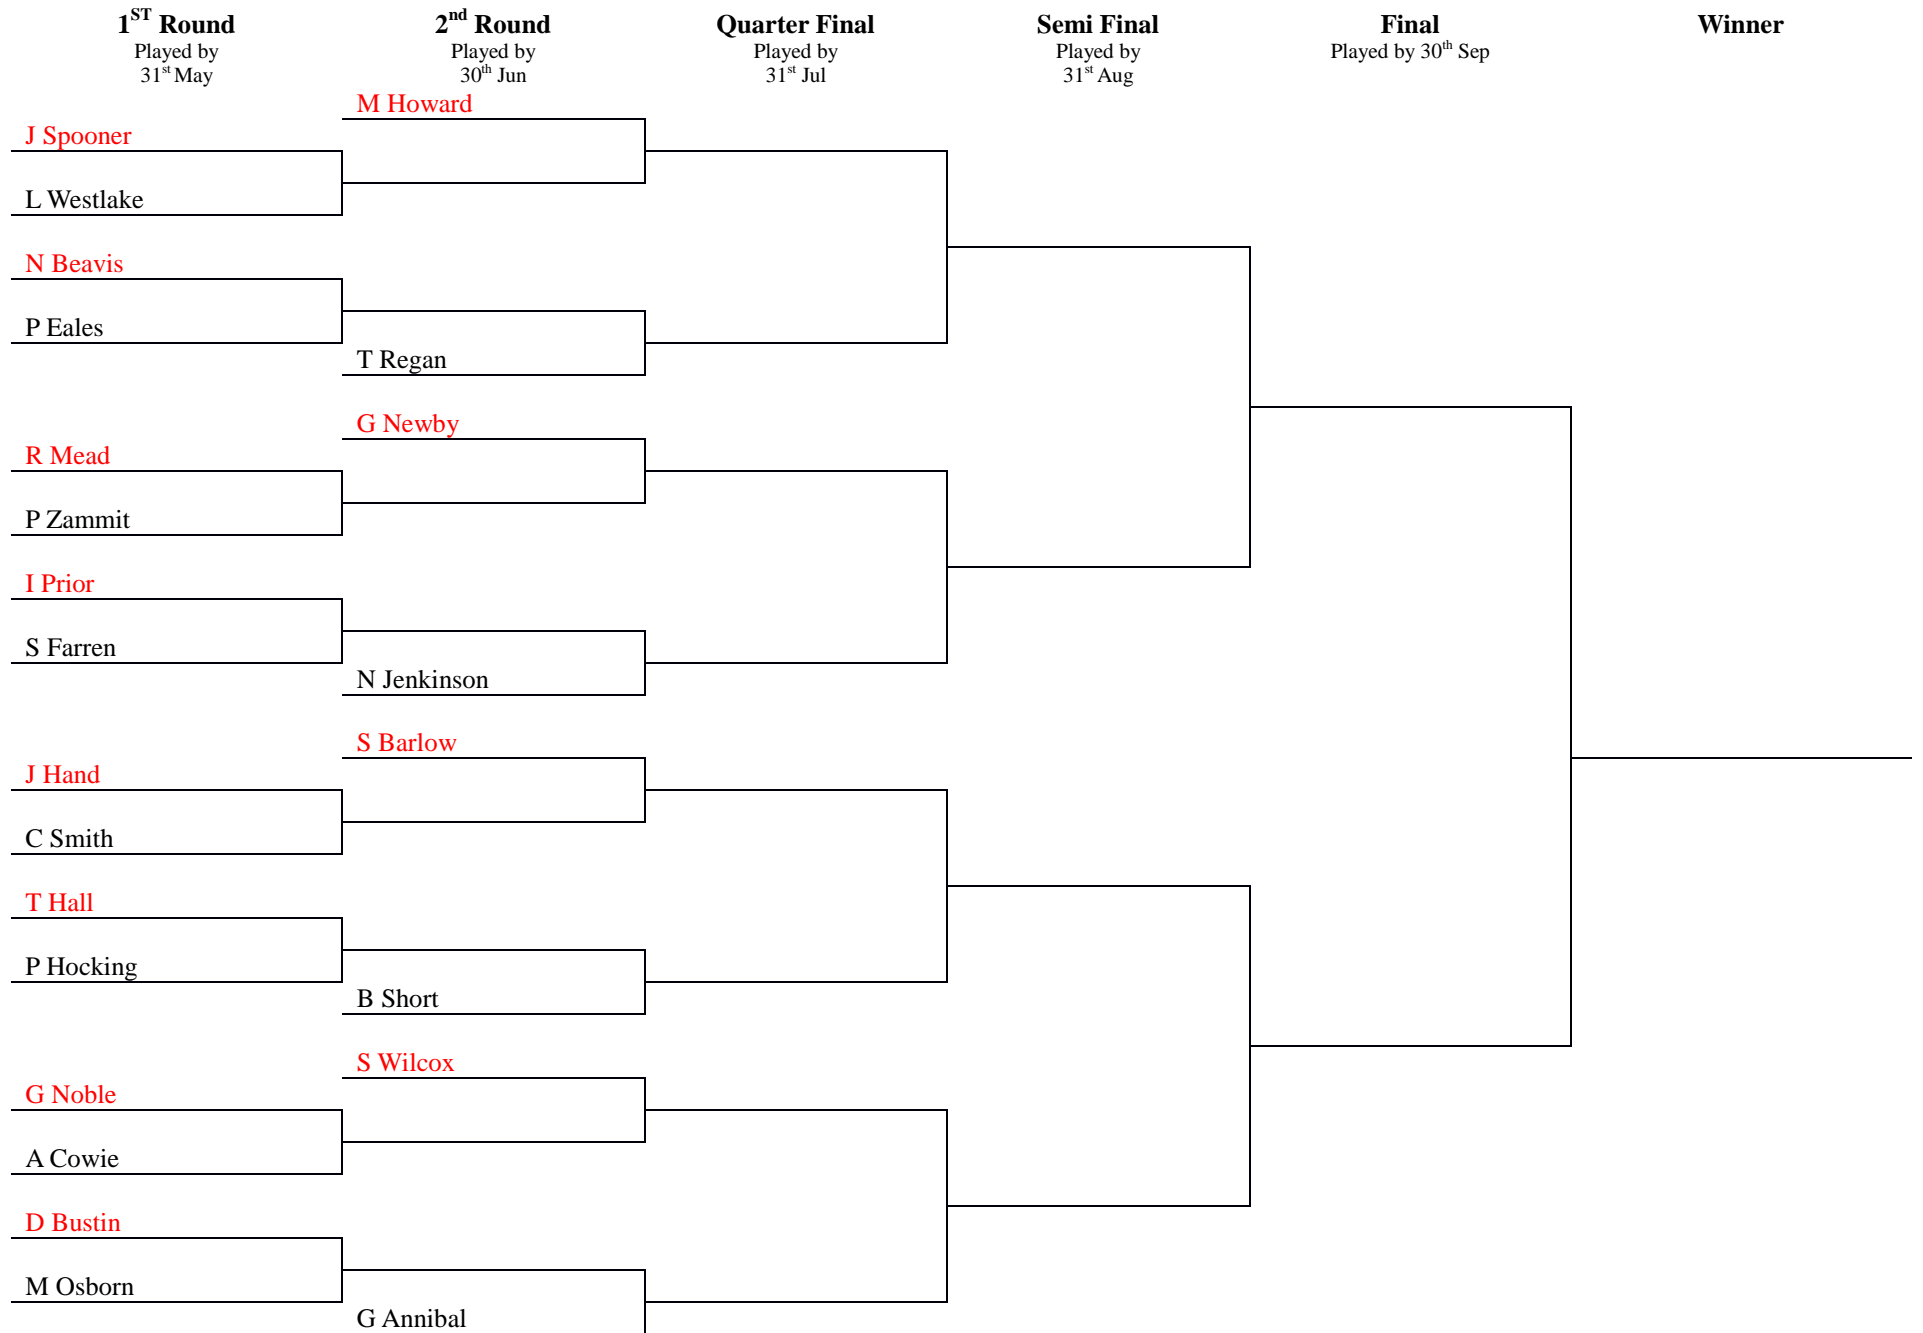 1ST Round
Played by
31st May
2nd Round
Played by
30th Jun
Quarter Final
Played by
31st Jul
Semi Final
Played by
31st Aug
Final
Played by 30th Sep
Winner
M Howard
J Spooner
L Westlake
N Beavis
P Eales
T Regan
G Newby
R Mead
P Zammit
I Prior
S Farren
N Jenkinson
S Barlow
J Hand
C Smith
T Hall
P Hocking
B Short
S Wilcox
G Noble
A Cowie
D Bustin
M Osborn
G Annibal